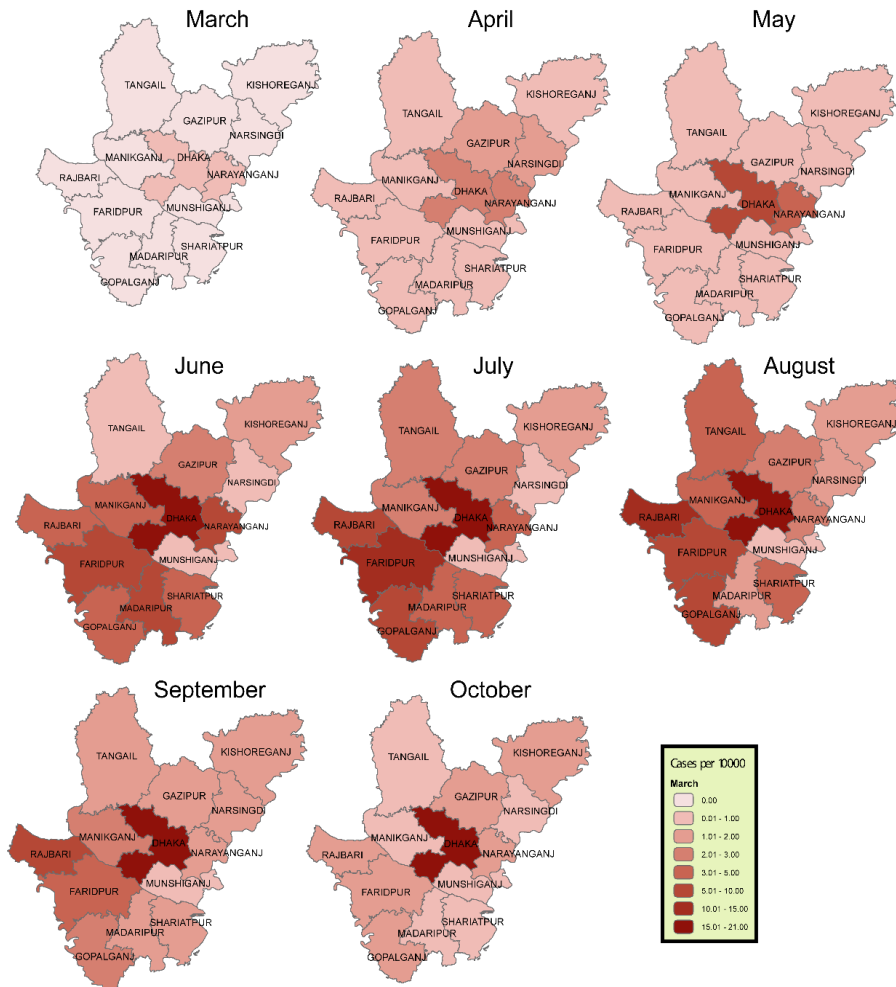 March
April
May
TANGAIL
KISHOREGANJ
GAZIPUR
NARSINGDI
MANIKGANJ
DHAKA
RAJBARI
NARAYANGANJ
FARIDPUR
MUNSHIGANJ
SHARIATPUR
MADARIPUR
GOPALGANJ
KISHOREGANJ
TANGAIL
GAZIPUR
NARSINGDI
MANIKGANJ
DHAKA
RAJBARI
NARAYANGANJ
MUNSHIGANJ
FARIDPUR
SHARIATPUR
MADARIPUR
GOPALGANJ
KISHOREGANJ
TANGAIL
GAZIPUR
NARSINGDI
MANIKGANJ
DHAKA
RAJBARI
NARAYANGANJ
MUNSHIGANJ
FARIDPUR
SHARIATPUR
MADARIPUR
GOPALGANJ
June
July
August
KISHOREGANJ
TANGAIL
GAZIPUR
NARSINGDI
MANIKGANJ
DHAKA
RAJBARI
NARAYANGANJ
MUNSHIGANJ
FARIDPUR
SHARIATPUR
MADARIPUR
GOPALGANJ
KISHOREGANJ
TANGAIL
GAZIPUR
NARSINGDI
MANIKGANJ
DHAKA
RAJBARI
NARAYANGANJ
MUNSHIGANJ
FARIDPUR
SHARIATPUR
MADARIPUR
GOPALGANJ
KISHOREGANJ
TANGAIL
GAZIPUR
NARSINGDI
MANIKGANJ
DHAKA
RAJBARI
NARAYANGANJ
MUNSHIGANJ
FARIDPUR
SHARIATPUR
MADARIPUR
GOPALGANJ
September
October
KISHOREGANJ
TANGAIL
GAZIPUR
NARSINGDI
MANIKGANJ
DHAKA
RAJBARI
NARAYANGANJ
MUNSHIGANJ
FARIDPUR
SHARIATPUR
MADARIPUR
GOPALGANJ
KISHOREGANJ
TANGAIL
GAZIPUR
NARSINGDI
MANIKGANJ
DHAKA
RAJBARI
NARAYANGANJ
MUNSHIGANJ
FARIDPUR
SHARIATPUR
MADARIPUR
GOPALGANJ
Cases per 10000
March
0.00
0.01 - 1.00
1.01 - 2.00
2.01 - 3.00
3.01 - 5.00
5.01 - 10.00
10.01 - 15.00
15.01 - 21.00